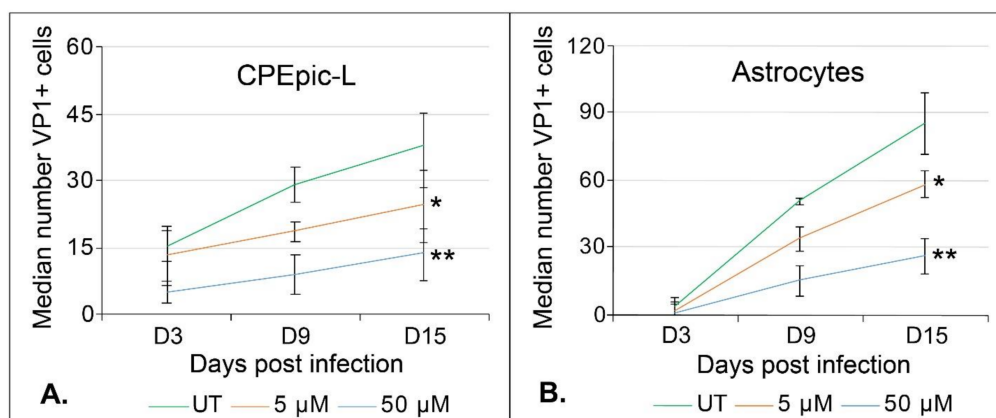 CPEpic-L
Median number VP1+ cells
60
45
30
15
0
*
**
D3 D9 D15
Days post infection
A.
UT 5 µM 50 µM
Astrocytes
Median number VP1+ cells
120
90
60
30
0
*
**
D3 D9 D15
Days post infection
B.
UT 5 µM 50 µM